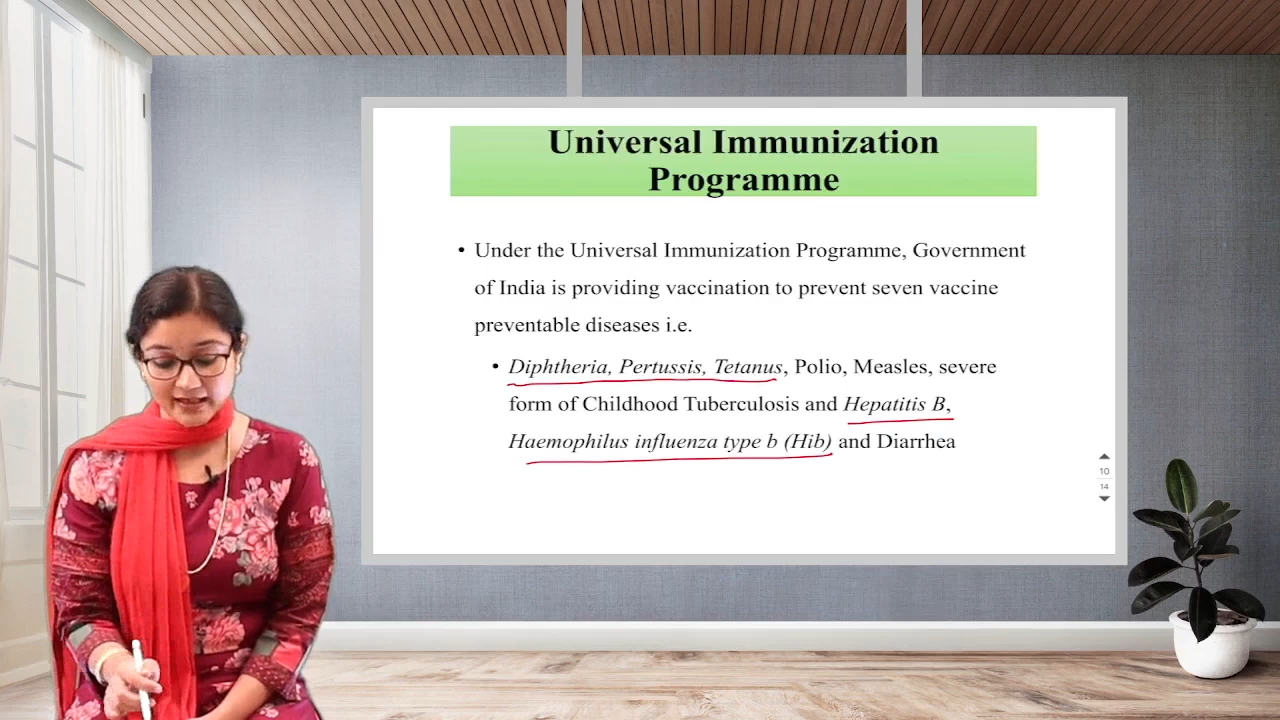 Universal Immunization
Programme
• Under the Universal Immunization Programme, Government
of India is providing vaccination to prevent seven vaccine
preventable diseases i.e.
• Diphtheria, Pertussis, Tetanus, Polio, Measles, severe
form of Childhood Tuberculosis and Hepatitis B,
Haemophilus influenza type b (Hib) and Diarrhea
10
14